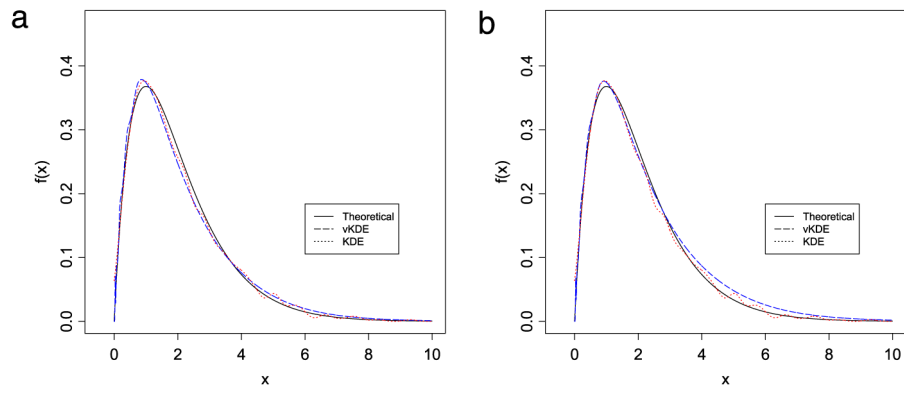 a
f(x)
0.4
0.3
0.2
0.1
0.0
Theoretical
vKDE
KDE
0 2 4 6 8 10
x
b
f(x)
0.4
0.3
0.2
0.1
0.0
Theoretical
vKDE
KDE
0 2 4 6 8 10
x